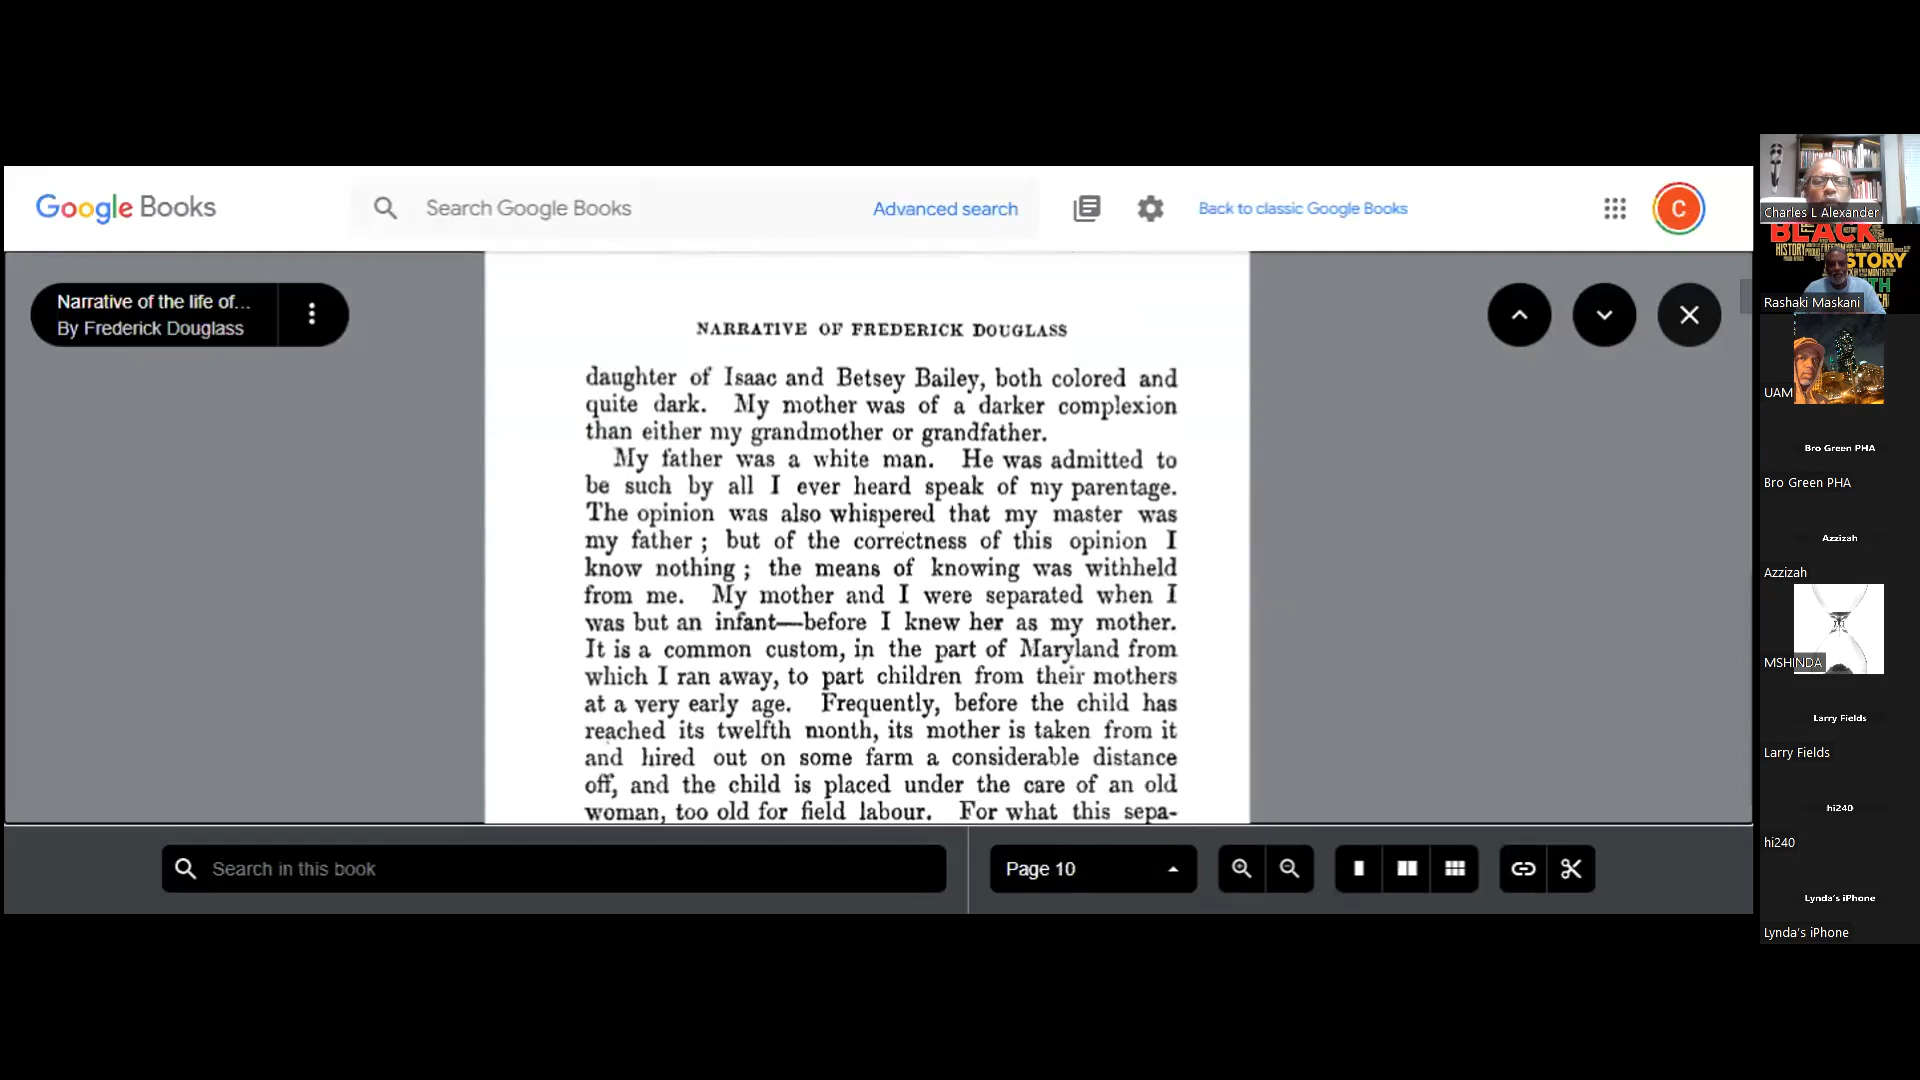 Google Books
Search Google Books
Advanced search
Back to classic Google Books
C
Narrative of the life of...
By Frederick Douglass
NARRATIVE OF FREDERICK DOUGLASS
daughter of Isaac and Betsey Bailey, both colored and
quite dark. My mother was of a darker complexion
than either my grandmother or grandfather.
My father was a white man. He was admitted to
be such by all I ever heard speak of my parentage.
The opinion was also whispered that my master was
my father ; but of the correctness of this opinion I
know nothing ; the means of knowing was withheld
from me. My mother and I were separated when I
was but an infant—before I knew her as my mother.
It is a common custom, in the part of Maryland from
which I ran away, to part children from their mothers
at a very early age. Frequently, before the child has
reached its twelfth month, its mother is taken from it
and hired out on some farm a considerable distance
off, and the child is placed under the care of an old
woman, too old for field labour. For what this sepa-
Search in this book
Page 10
Charles L Alexander
BLACK
HISTORY
STORY
Rashaki Maskani
UAM
Bro Green PHA
Bro Green PHA
Azzizah
Azzizah
MSHINDA
Larry Fields
Larry Fields
hi240
hi240
Lynda's iPhone
Lynda's iPhone